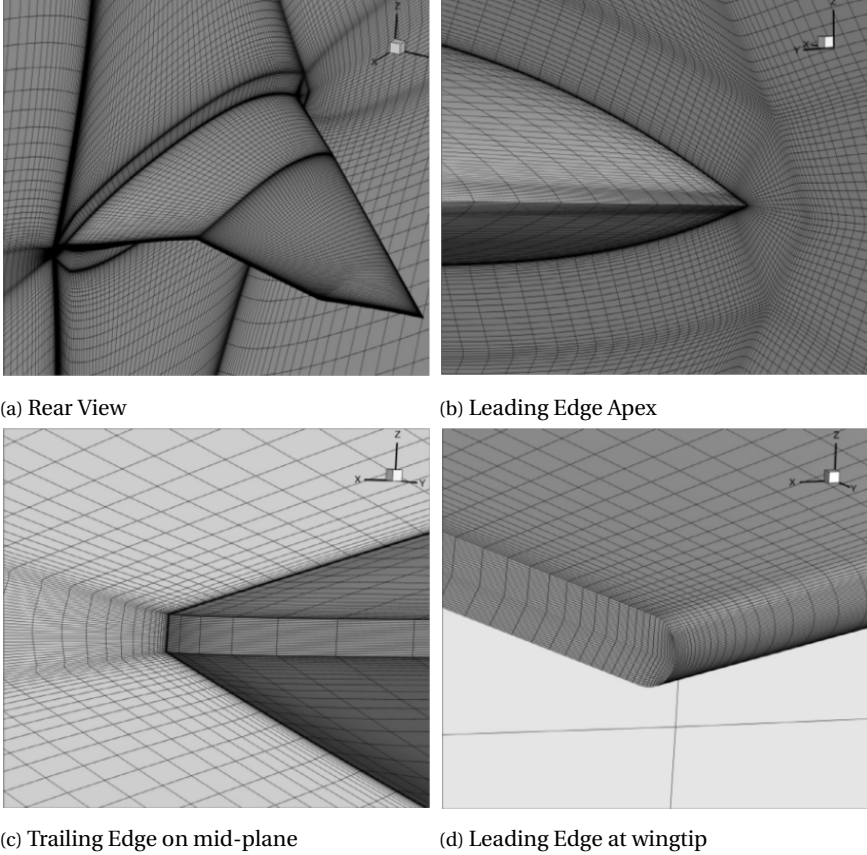 Z
X
Z
Y X
(a) Rear View
(b) Leading Edge Apex
Z
X Y
Z
X Y
(c) Trailing Edge on mid-plane
(d) Leading Edge at wingtip